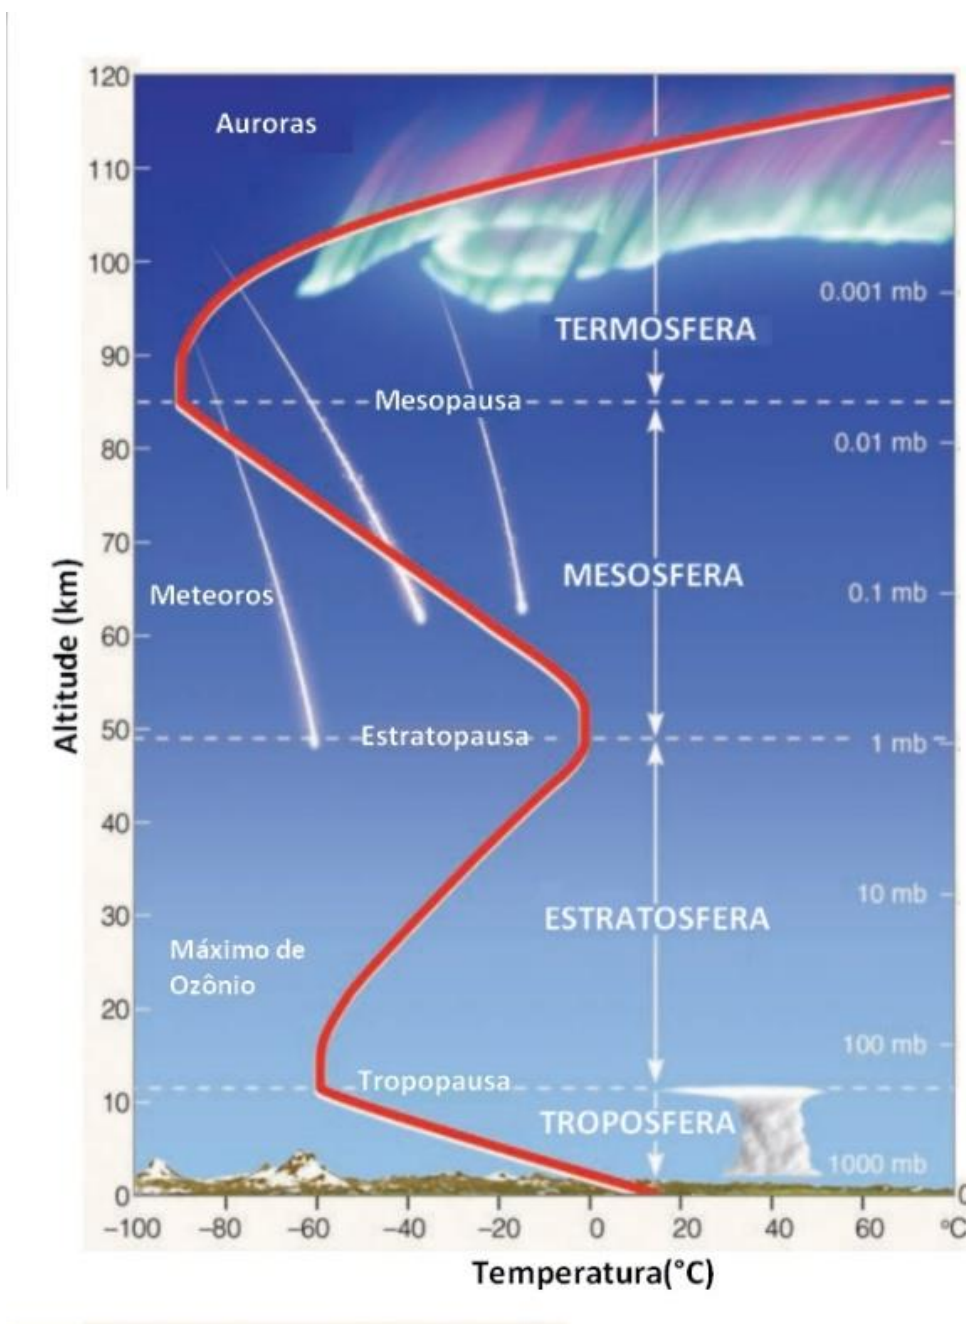 120
Auroras
110
100
0.001 mb
TERMOSFERA
90
Mesopausa
80
0.01 mb
70
MESOSFERA
Meteoros
0.1 mb
60
Altitude (km)
50
Estratopausa
1 mb
40
10 mb
30
ESTRATOSFERA
Máximo de
Ozônio
20
100 mb
Tropopausa
10
TROPOSFERA
1000 mb
0
−100 −80 −60 −40 −20 0 20 40 60 °C
Temperatura(°C)